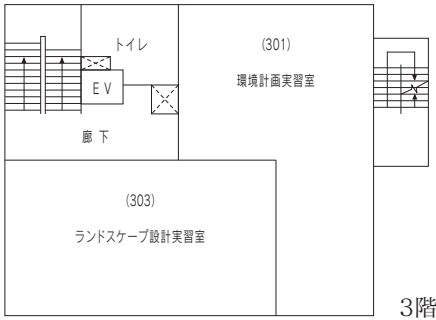 トイレ
(301)
環境計画実習室
EV
廊下
(303)
ランドスケープ設計実習室
3階